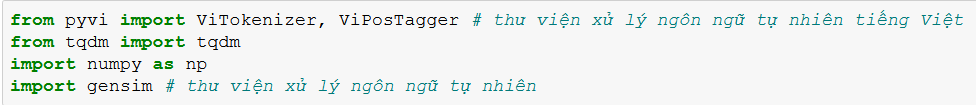 from pyvi import ViTokenizer, ViPosTagger # thư viện xử lý ngôn ngữ tự nhiên tiếng Việt
from tqdm import tqdm
import numpy as np
import gensim # thư viện xử lý ngôn ngữ tự nhiên